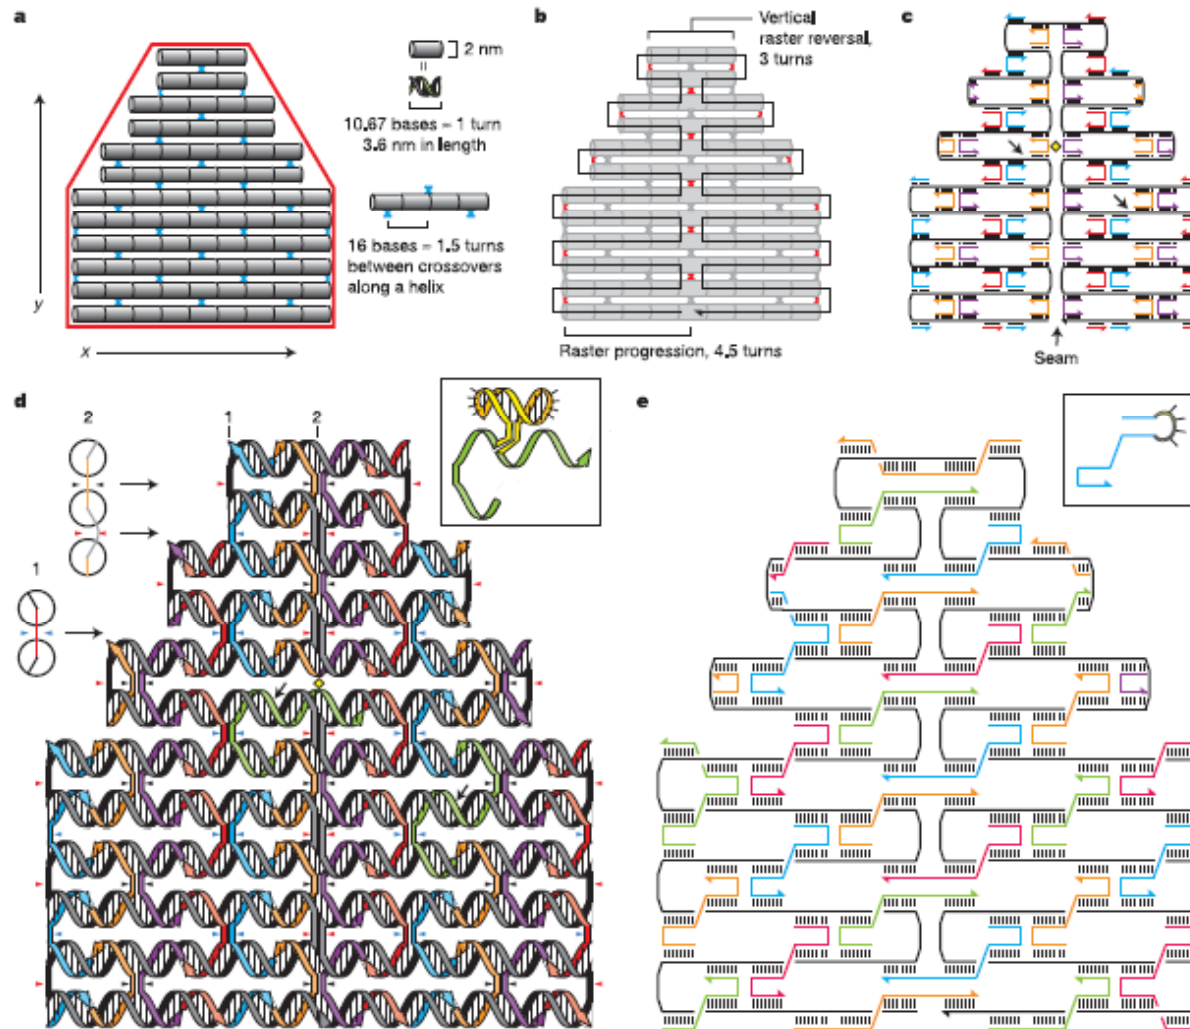 a
2 nm
10.67 bases = 1 turn
3.6 nm in length
16 bases = 1.5 turns
between crossovers
along a helix
y
x
b
Vertical
raster reversal,
3 turns
Raster progression, 4.5 turns
c
Seam
d
2
1
1
2
e